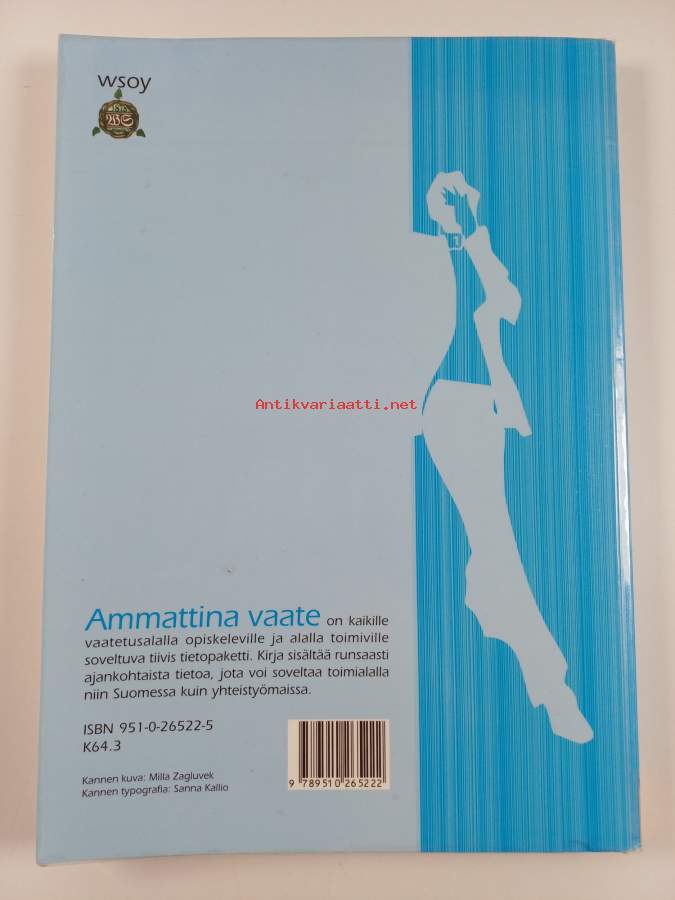 wsoy
1878
WS
Antikvariaatti.net
Ammattina vaate on kaikille
vaatetusalalla opiskeleville ja alalla toimiville
soveltuva tiivis tietopaketti. Kirja sisältää runsaasti
ajankohtaista tietoa, jota voi soveltaa toimialalla
niin Suomessa kuin yhteistyömaissa.
ISBN 951-0-26522-5
K64.3
Kannen kuva: Milla Zagluvek
Kannen typografia: Sanna Kallio
9 789510 265222